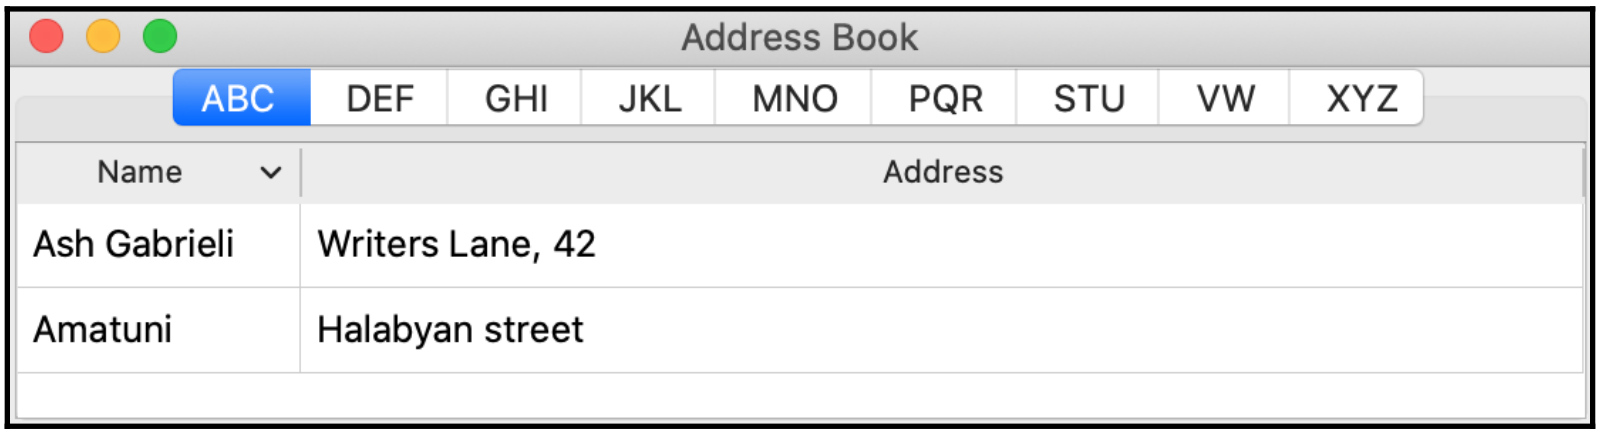 Address Book
ABC DEF GHI JKL MNO PQR STU VW XYZ
Name Address
Ash Gabrieli Writers Lane, 42
Amatuni Halabyan street